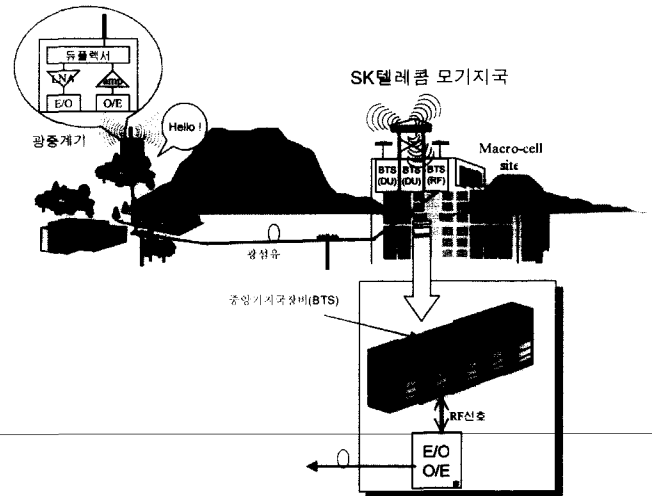 듀플렉서
LNA
amp
E/O
O/E
광중계기
Hello !
SK텔레콤 모기지국
BTS
(DU)
BTS
(DU)
BTS
(RF)
Macro-cell
site
광섬유
중앙기지국장비(BTS)
RF신호
E/O
O/E